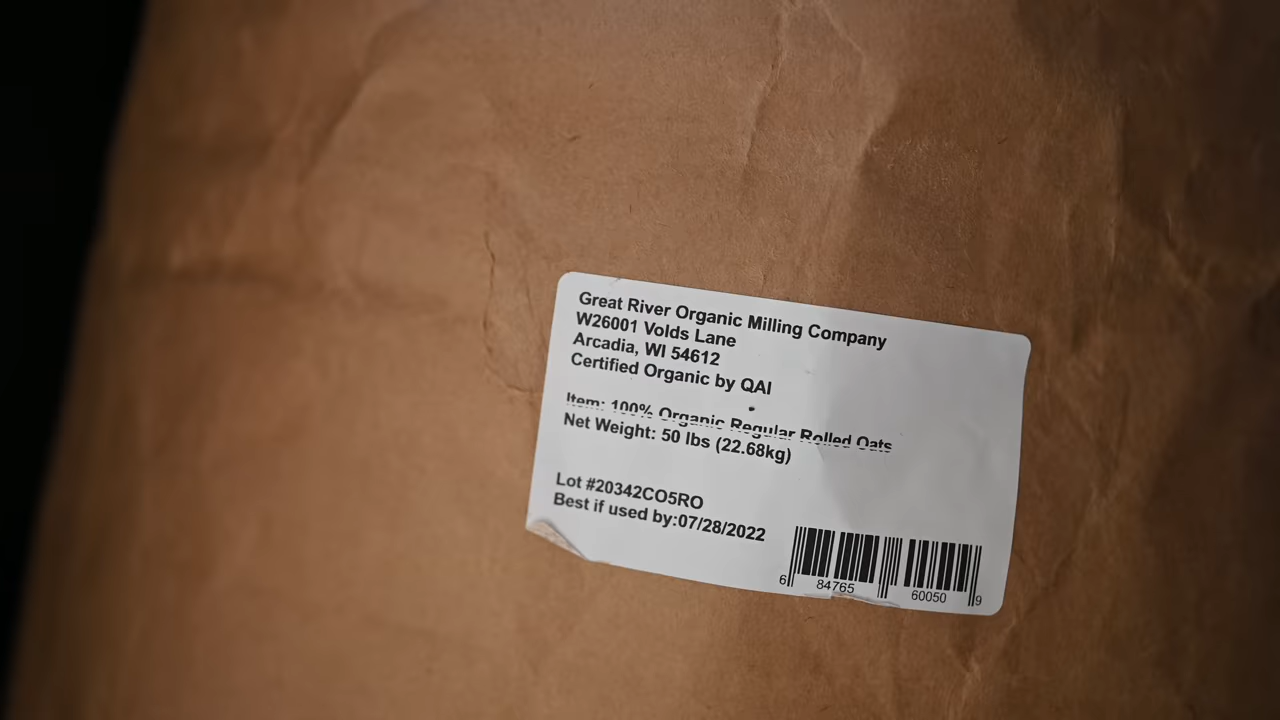 Great River Organic Milling Company
W26001 Volds Lane
Arcadia, WI 54612
Certified Organic by QAI
Item: 100% Organic Regular Rolled Oats
Net Weight: 50 lbs (22.68kg)
Lot #20342CO5RO
Best if used by:07/28/2022
6 84765 60050 9